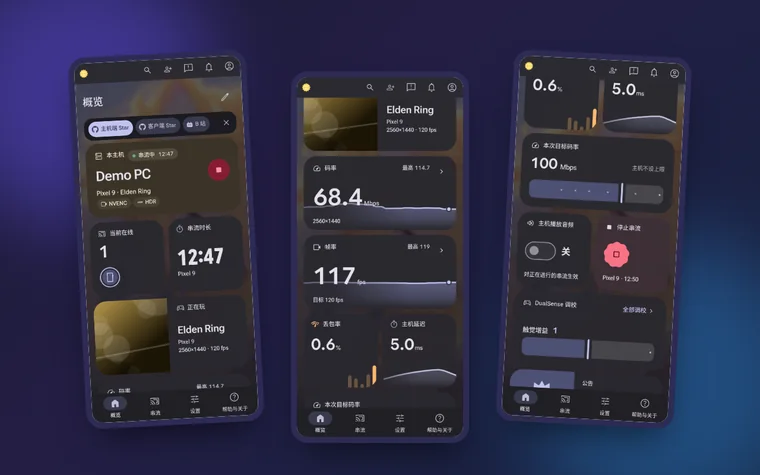 概览
主机端 Star
客户端 Star
B 站
本主机
串流中 12:47
Demo PC
Pixel 9 · Elden Ring
NVENC
HDR
当前在线
1
串流时长
12:47
Pixel 9
正在玩
Elden Ring
Pixel 9
2560×1440 · 120 fps
最高 114.7
概览
串流
设置
帮助与关于
Elden Ring
Pixel 9
2560×1440 · 120 fps
码率
最高 114.7
68.4 Mbps
2560×1440
帧率
最高 119
117 fps
目标 120 fps
丢包率
0.6%
主机延迟
5.0 ms
本次目标码率
概览
串流
设置
帮助与关于
0.6%
5.0 ms
本次目标码率
100 Mbps
主机不设上限
主机播放音频
关
对正在进行的串流生效
停止串流
Pixel 9 · 12:50
DualSense 调校
全部调校
触觉增益 1
公告
概览
串流
设置
帮助与关于